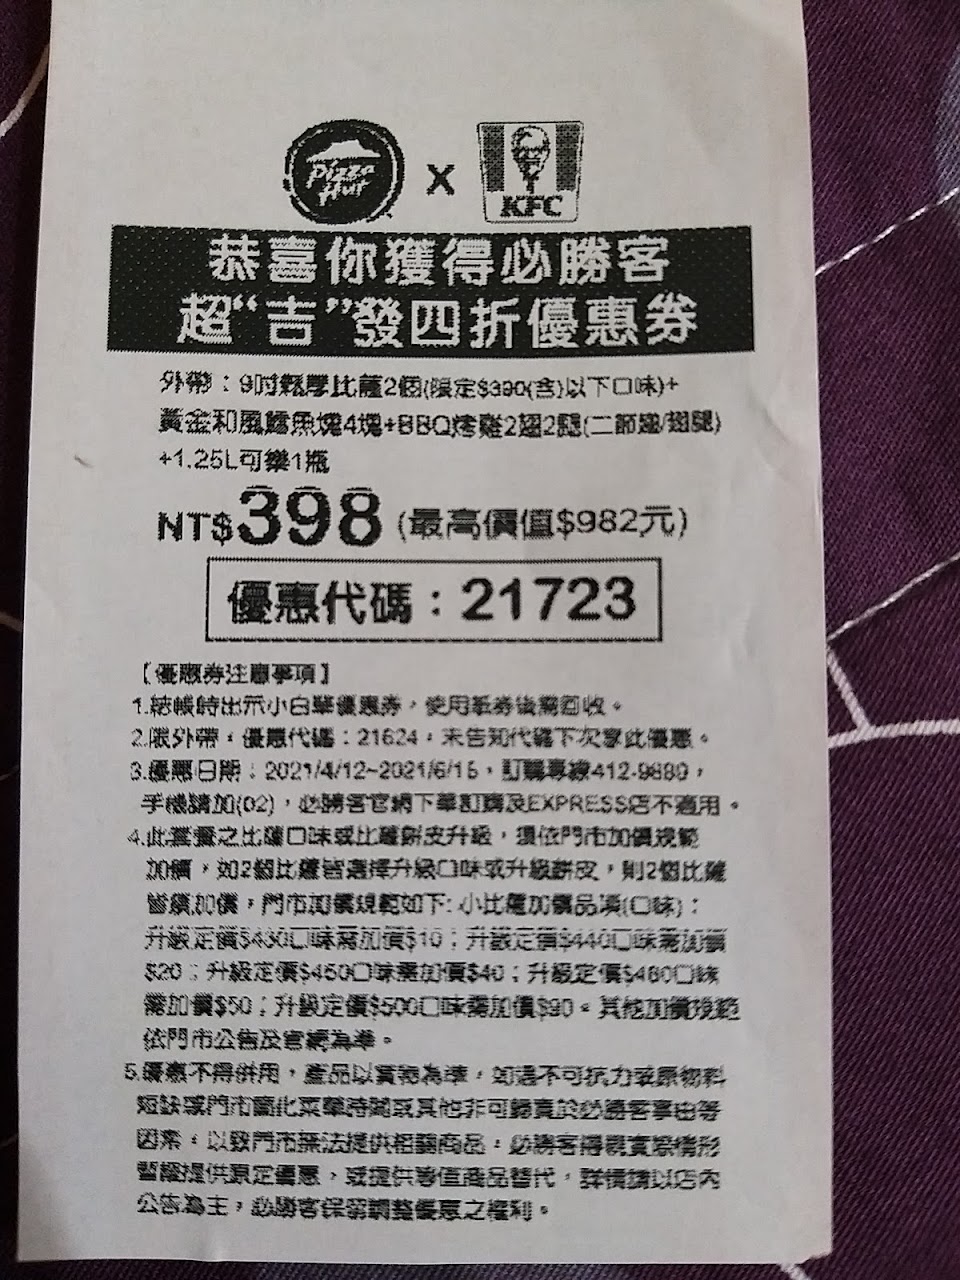 Pizza Hut X KFC
恭喜你獲得必勝客
超“吉”發四折優惠券
外帶：9吋鬆厚比薩2個(限定$390(含)以下口味)+
黃金和風鱈魚塊4塊+BBQ烤雞2翅2腿(二節翅/翅腿)
+1.25L可樂1瓶
NT$398(最高價值$982元)
優惠代碼：21723
【優惠券注意事項】
1.結帳時出示小白單優惠券，使用紙券後需回收。
2.限外帶，優惠代碼：21624，未告知代碼下次享此優惠。
3.優惠日期：2021/4/12~2021/6/15，訂購專線412-9889，
手機請加(02)，必勝客官網下單訂購及EXPRESS店不適用。
4.此套餐之比薩口味或比薩餅皮升級，須依門市加價規範
加價，如2個比薩皆選擇升級口味或升級餅皮，則2個比薩
皆須加價，門市加價規範如下:小比薩加價品項(口味)：
升級定價$430口味需加價$10；升級定價$440口味需加價
$20；升級定價$460口味需加價$40；升級定價$480口味
需加價$50；升級定價$500口味需加價$90。其他加價規範
依門市公告及官網為準。
5.優惠不得併用，產品以實物為準，如遇不可抗力或原物料
短缺或門市簡化菜單時間或其他非可歸責於必勝客事由等
因素，以致門市無法提供相關商品，必勝客得視實際情形
暫緩提供原定優惠，或提供等值商品替代，詳情請以店內
公告為主，必勝客保留調整優惠之權利。